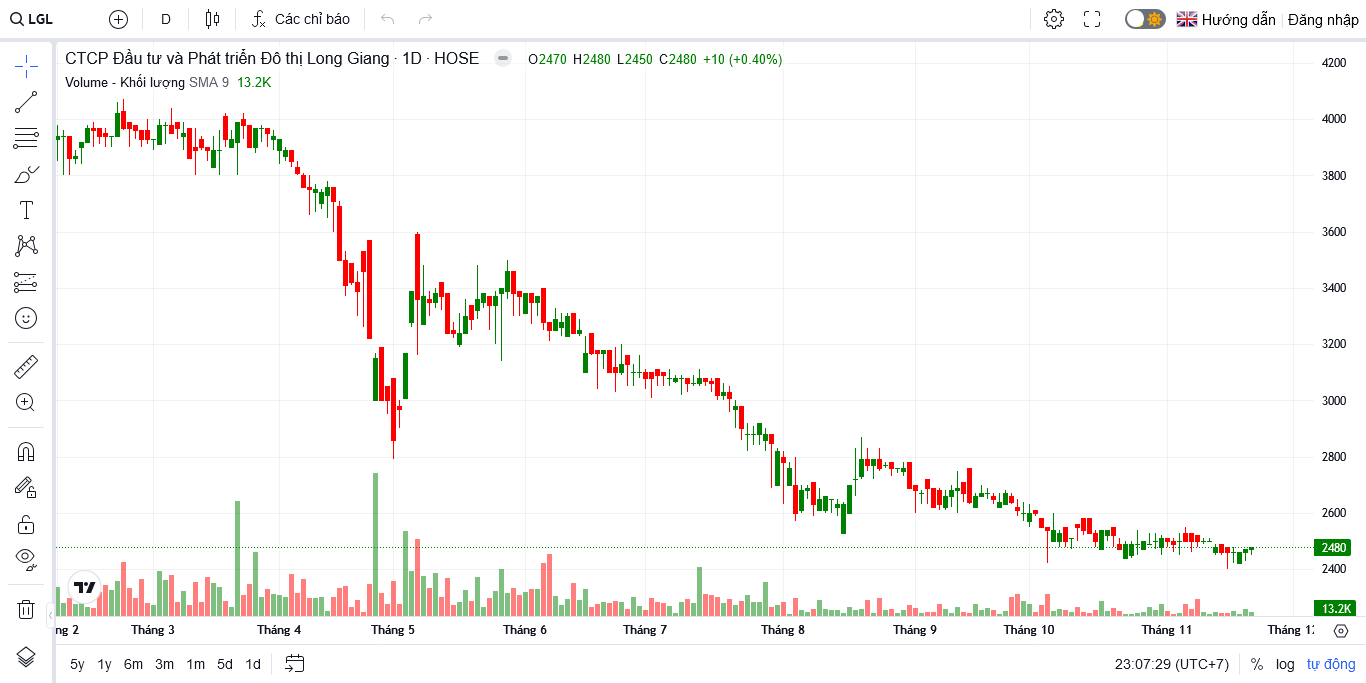 LGL D Các chỉ báo Hướng dẫn Đăng nhập
CTCP Đầu tư và Phát triển Đô thị Long Giang · 1D · HOSE O2470 H2480 L2450 C2480 +10 (+0.40%)
Volume - Khối lượng SMA 9 13.2K
4200
4000
3800
3600
3400
3200
3000
2800
2600
2480
2400
13.2K
ng 2 Tháng 3 Tháng 4 Tháng 5 Tháng 6 Tháng 7 Tháng 8 Tháng 9 Tháng 10 Tháng 11 Tháng 12
5y 1y 6m 3m 1m 5d 1d 23:07:29 (UTC+7) % log tự động